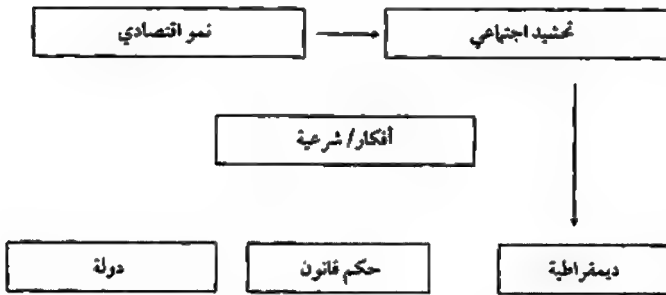 نمو اقتصادي
تحشيد اجتماعي
أفكار/ شرعية
دولة
حكم قانون
ديمقراطية